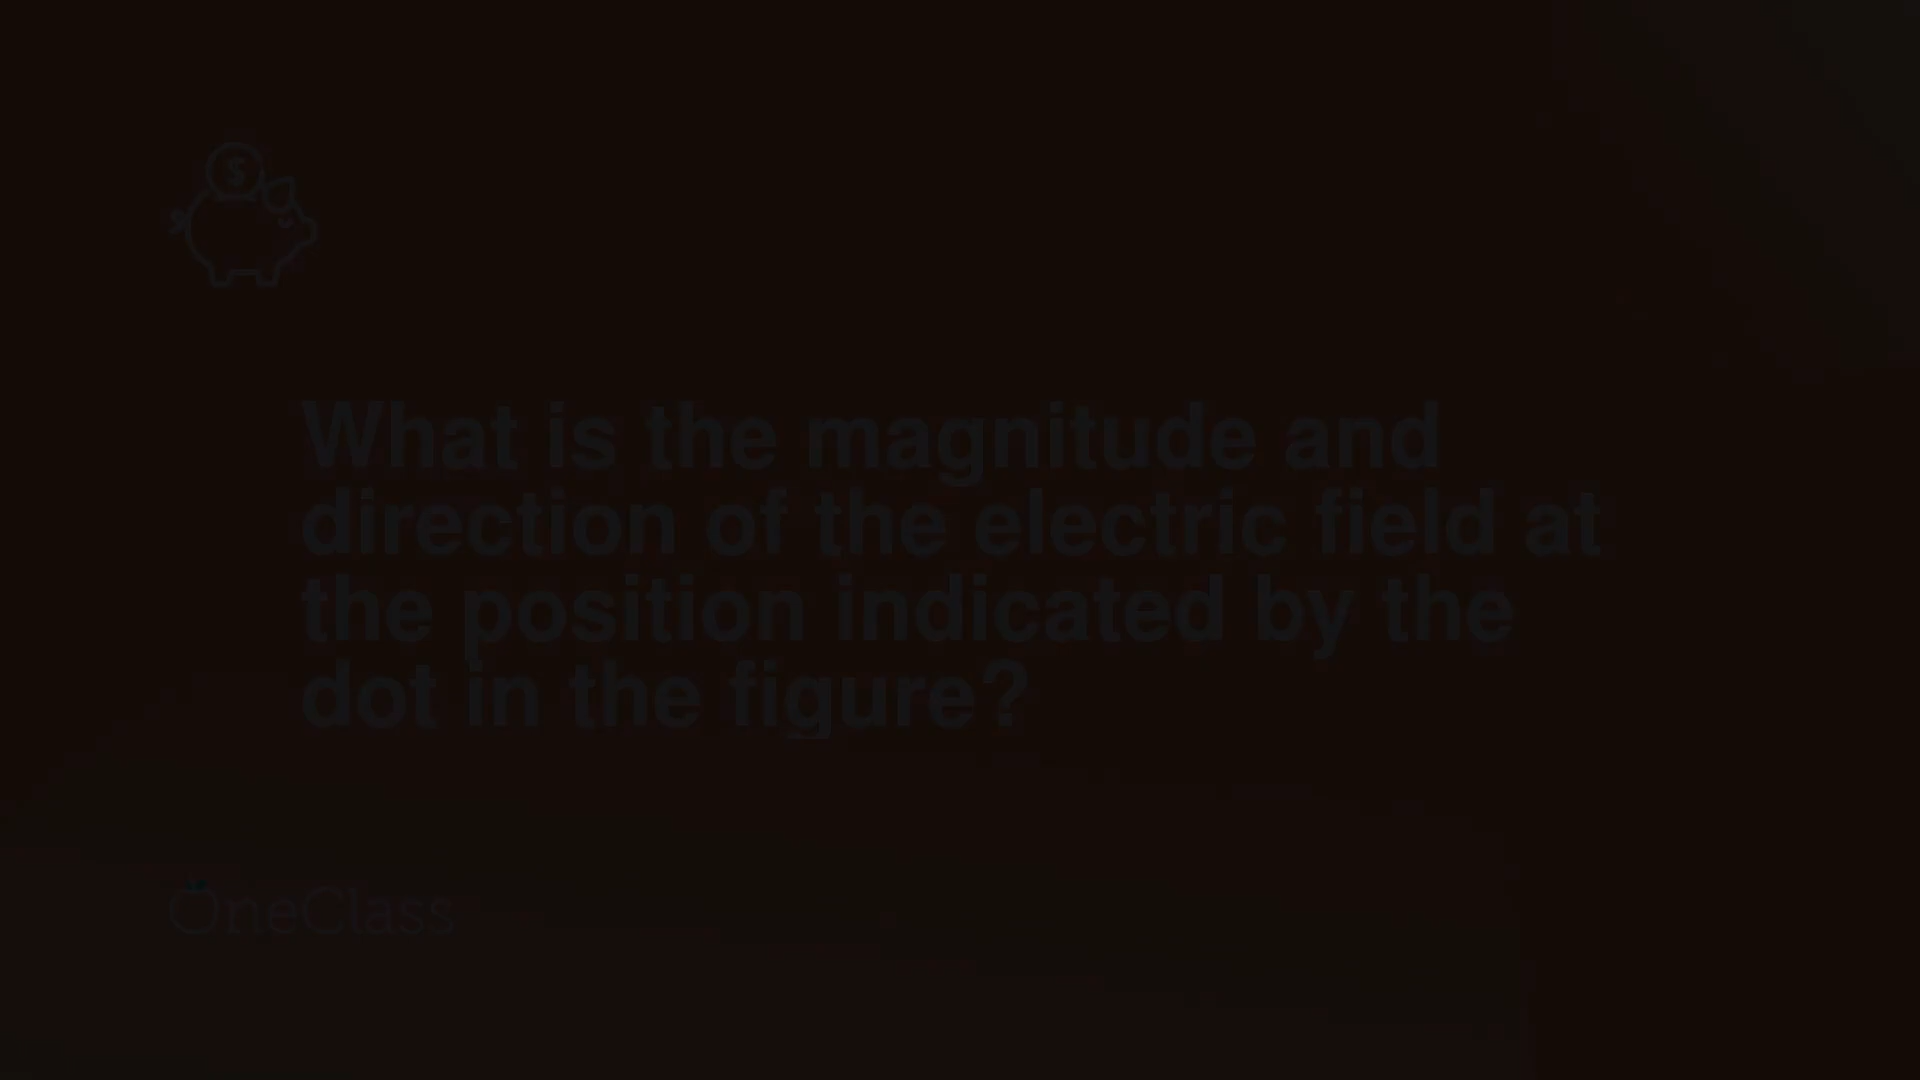 $
What is the magnitude and
direction of the electric field at
the position indicated by the
dot in the figure?
OneClass